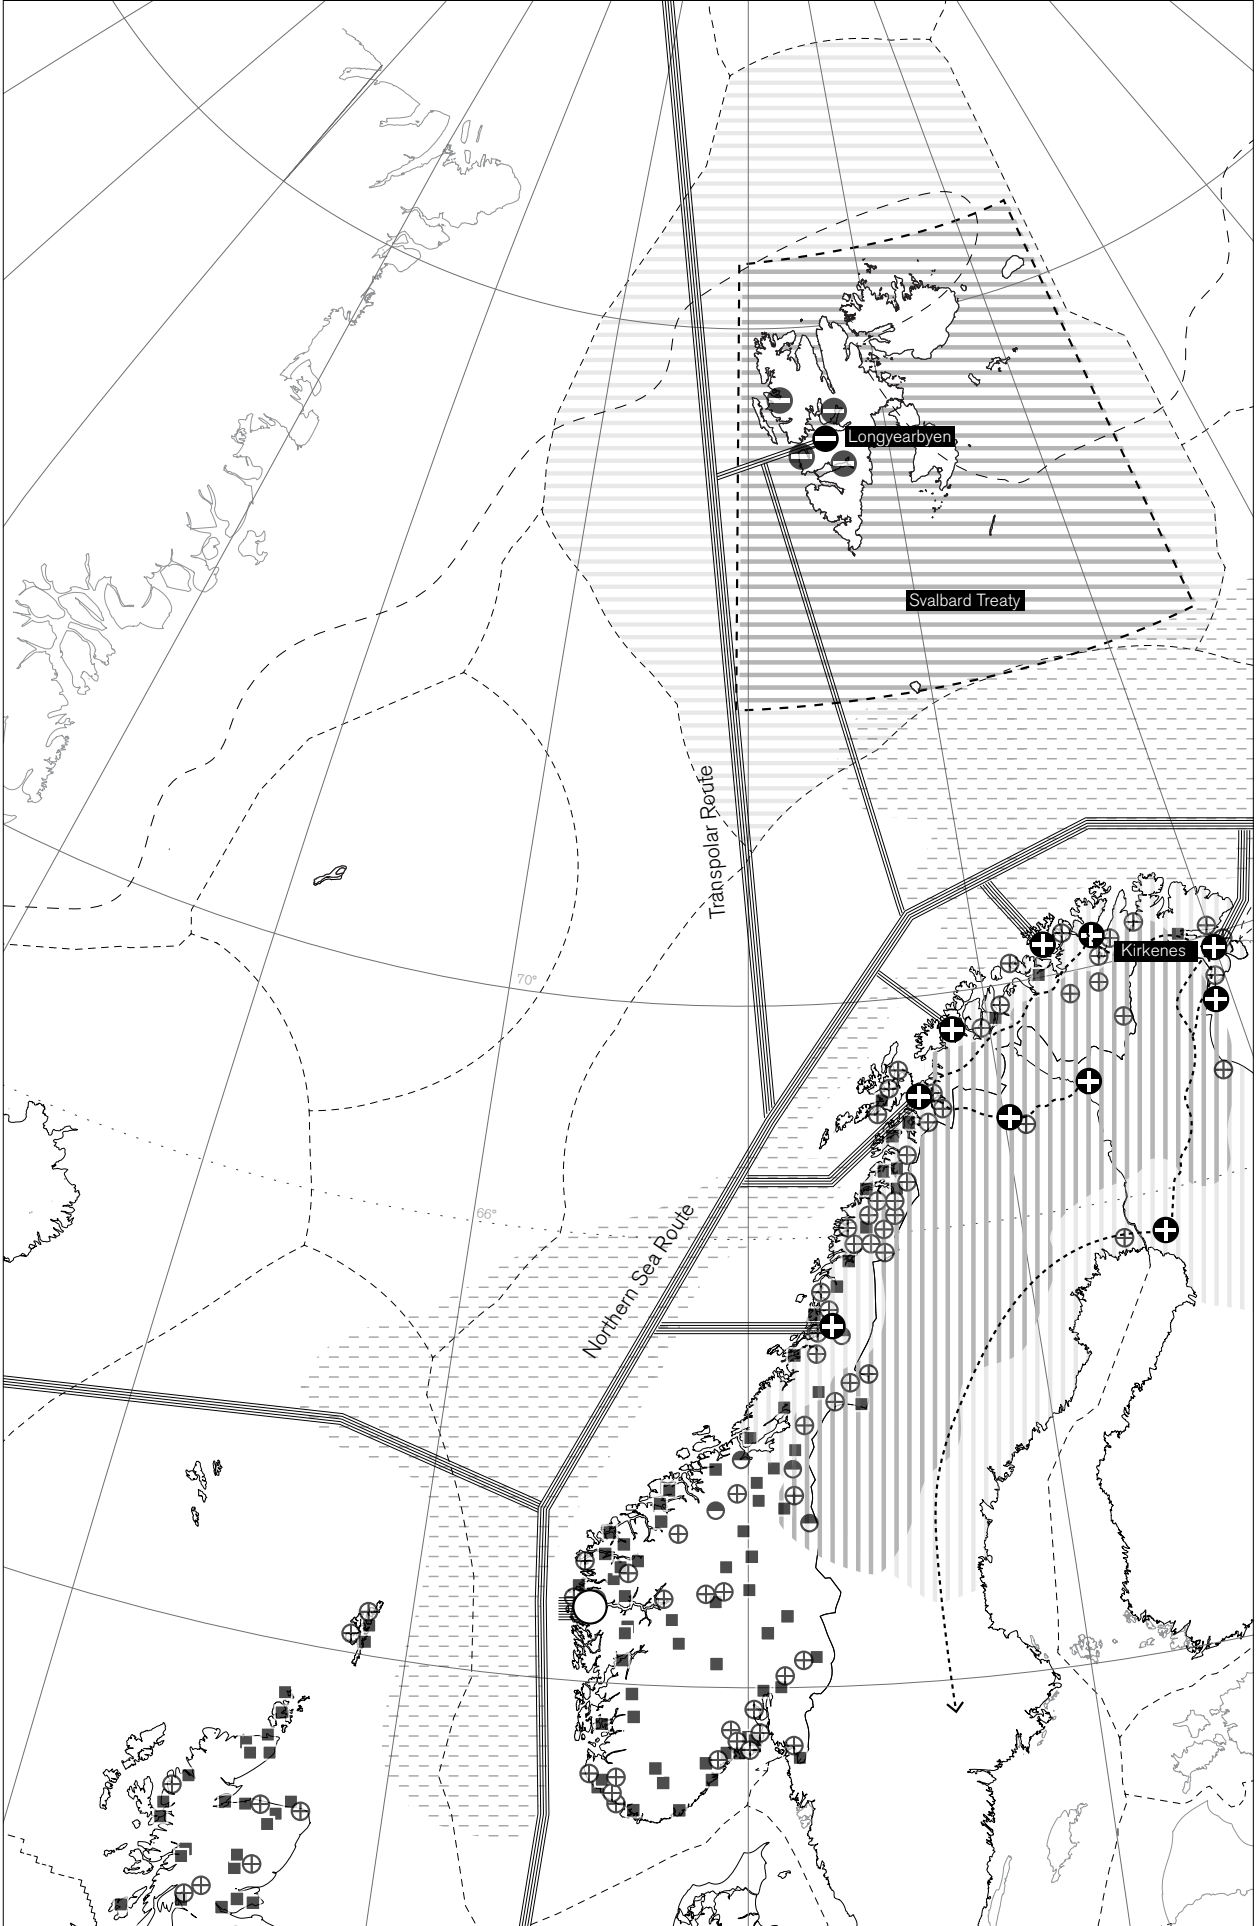 Longyearbyen
Svalbard Treaty
Transpolar Route
Kirkenes
70°
66°
Northern Sea Route